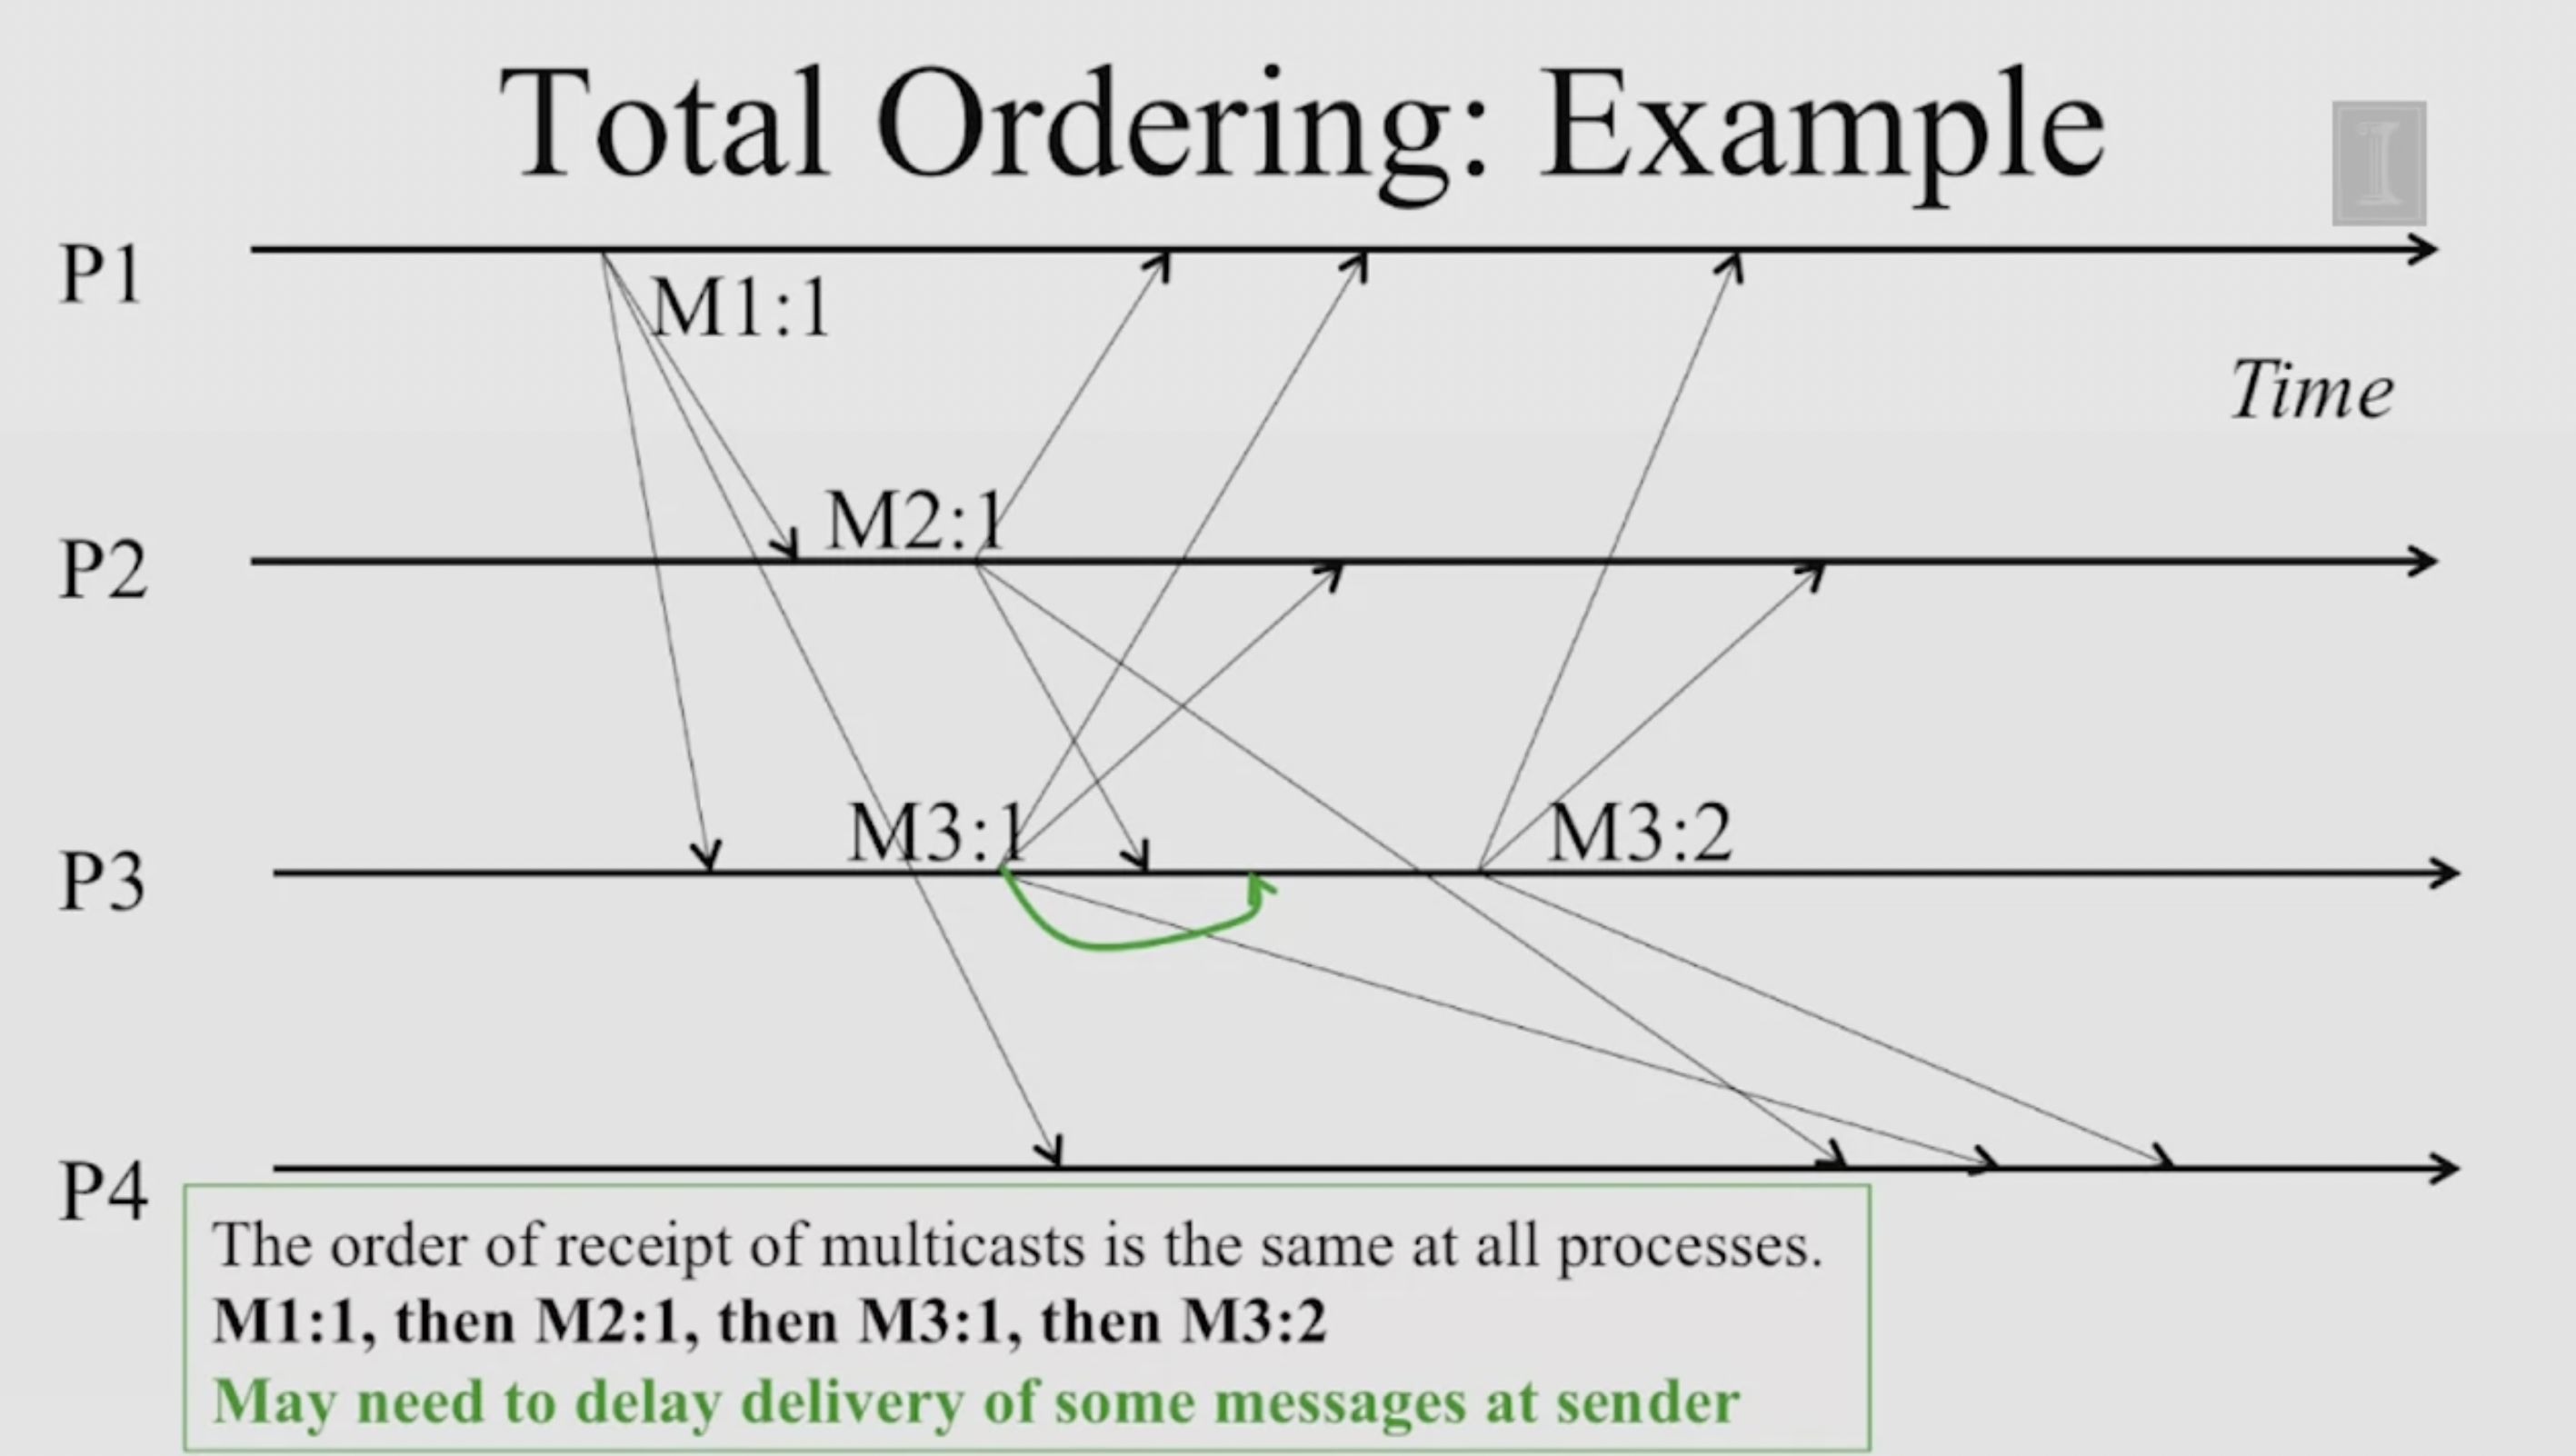 Total Ordering: Example
I
P1
M1:1
Time
M2:1
P2
M3:1
M3:2
P3
P4
The order of receipt of multicasts is the same at all processes.
M1:1, then M2:1, then M3:1, then M3:2
May need to delay delivery of some messages at sender